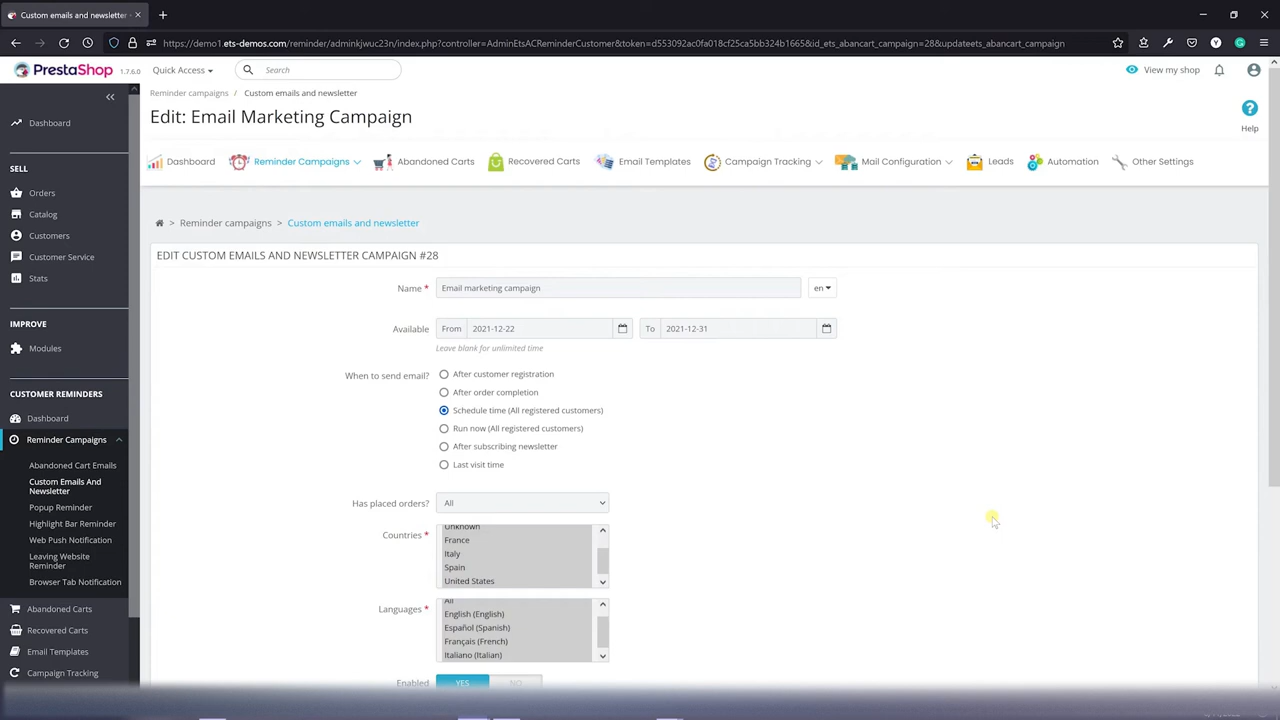 Custom emails and newsletter -
https://demo1.ets-demos.com/reminder/adminkjwuc23n/index.php?controller=AdminEtsACReminderCustomer&token=d553092ac0fa018cf25ca5bb324b1665&id_ets_abancart_campaign=28&updateets_abancart_campaign
PrestaShop 1.7.6.0
Quick Access
Search
View my shop
Reminder campaigns / Custom emails and newsletter
Edit: Email Marketing Campaign
Help
Dashboard
Reminder Campaigns
Abandoned Carts
Recovered Carts
Email Templates
Campaign Tracking
Mail Configuration
Leads
Automation
Other Settings
Dashboard
SELL
Orders
Catalog
Customers
Customer Service
Stats
IMPROVE
Modules
CUSTOMER REMINDERS
Dashboard
Reminder Campaigns
Abandoned Cart Emails
Custom Emails And
Newsletter
Popup Reminder
Highlight Bar Reminder
Web Push Notification
Leaving Website
Reminder
Browser Tab Notification
Abandoned Carts
Recovered Carts
Email Templates
Campaign Tracking
> Reminder campaigns > Custom emails and newsletter
EDIT CUSTOM EMAILS AND NEWSLETTER CAMPAIGN #28
Name * Email marketing campaign en
Available From 2021-12-22 To 2021-12-31
Leave blank for unlimited time
When to send email? After customer registration
After order completion
Schedule time (All registered customers)
Run now (All registered customers)
After subscribing newsletter
Last visit time
Has placed orders? All
Countries * Unknown
France
Italy
Spain
United States
Languages * All
English (English)
Español (Spanish)
Français (French)
Italiano (Italian)
Enabled YES NO